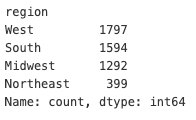 region
West         1797
South        1594
Midwest      1292
Northeast     399
Name: count, dtype: int64